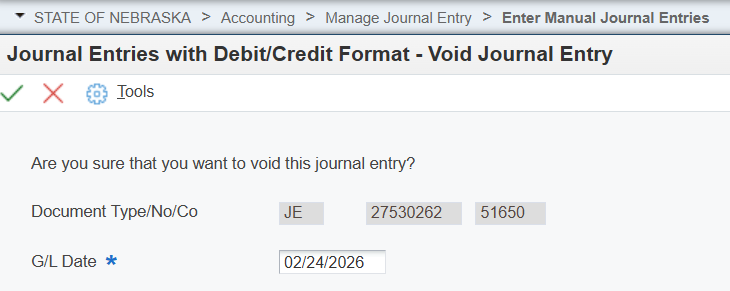 STATE OF NEBRASKA > Accounting > Manage Journal Entry > Enter Manual Journal Entries
Journal Entries with Debit/Credit Format - Void Journal Entry
Tools
Are you sure that you want to void this journal entry?
Document Type/No/Co JE 27530262 51650
G/L Date * 02/24/2026